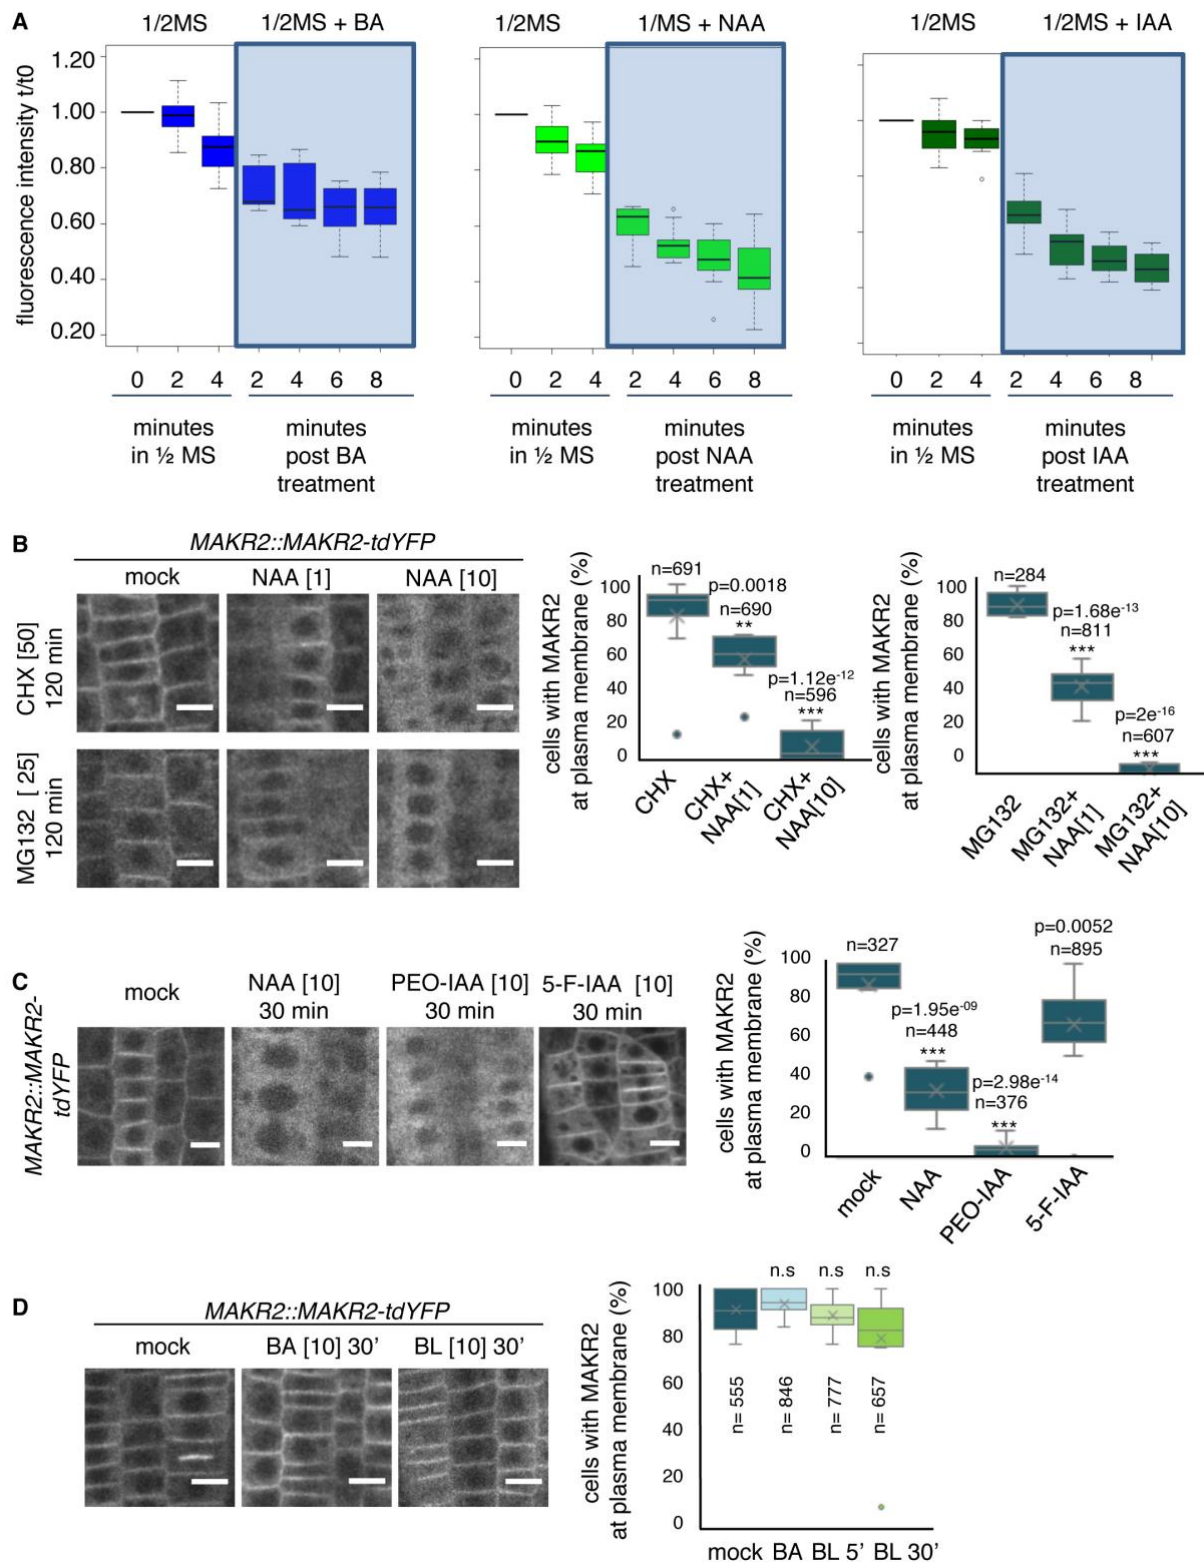 A
1/2MS
1/2MS + BA
1/2MS
1/MS + NAA
1/2MS
1/2MS + IAA
fluorescence intensity t/t0
1.20
1.00
0.80
0.60
0.40
0.20
0 2 4 2 4 6 8
0 2 4 2 4 6 8
0 2 4 2 4 6 8
minutes
in ½ MS
minutes
post BA
treatment
minutes
in ½ MS
minutes
post NAA
treatment
minutes
in ½ MS
minutes
post IAA
treatment
B
MAKR2::MAKR2-tdYFP
mock
NAA [1]
NAA [10]
CHX [50]
120 min
MG132 [25]
120 min
cells with MAKR2
at plasma membrane (%)
100
80
60
40
20
0
n=691
p=0.0018
n=690
**
p=1.12e-12
n=596
***
CHX
CHX+
NAA[1]
CHX+
NAA[10]
cells with MAKR2
at plasma membrane (%)
100
80
60
40
20
0
n=284
p=1.68e-13
n=811
***
p=2e-16
n=607
***
MG132
MG132+
NAA[1]
MG132+
NAA[10]
C
MAKR2::MAKR2-
tdYFP
mock
NAA [10]
30 min
PEO-IAA [10]
30 min
5-F-IAA [10]
30 min
cells with MAKR2
at plasma membrane (%)
100
80
60
40
20
0
n=327
p=1.95e-09
n=448
***
p=2.98e-14
n=376
***
p=0.0052
n=895
mock
NAA
PEO-IAA
5-F-IAA
D
MAKR2::MAKR2-tdYFP
mock
BA [10] 30’
BL [10] 30’
cells with MAKR2
at plasma membrane (%)
100
80
60
40
20
0
n.s
n.s
n.s
n= 555
n= 846
n= 777
n= 657
mock BA BL 5’ BL 30’